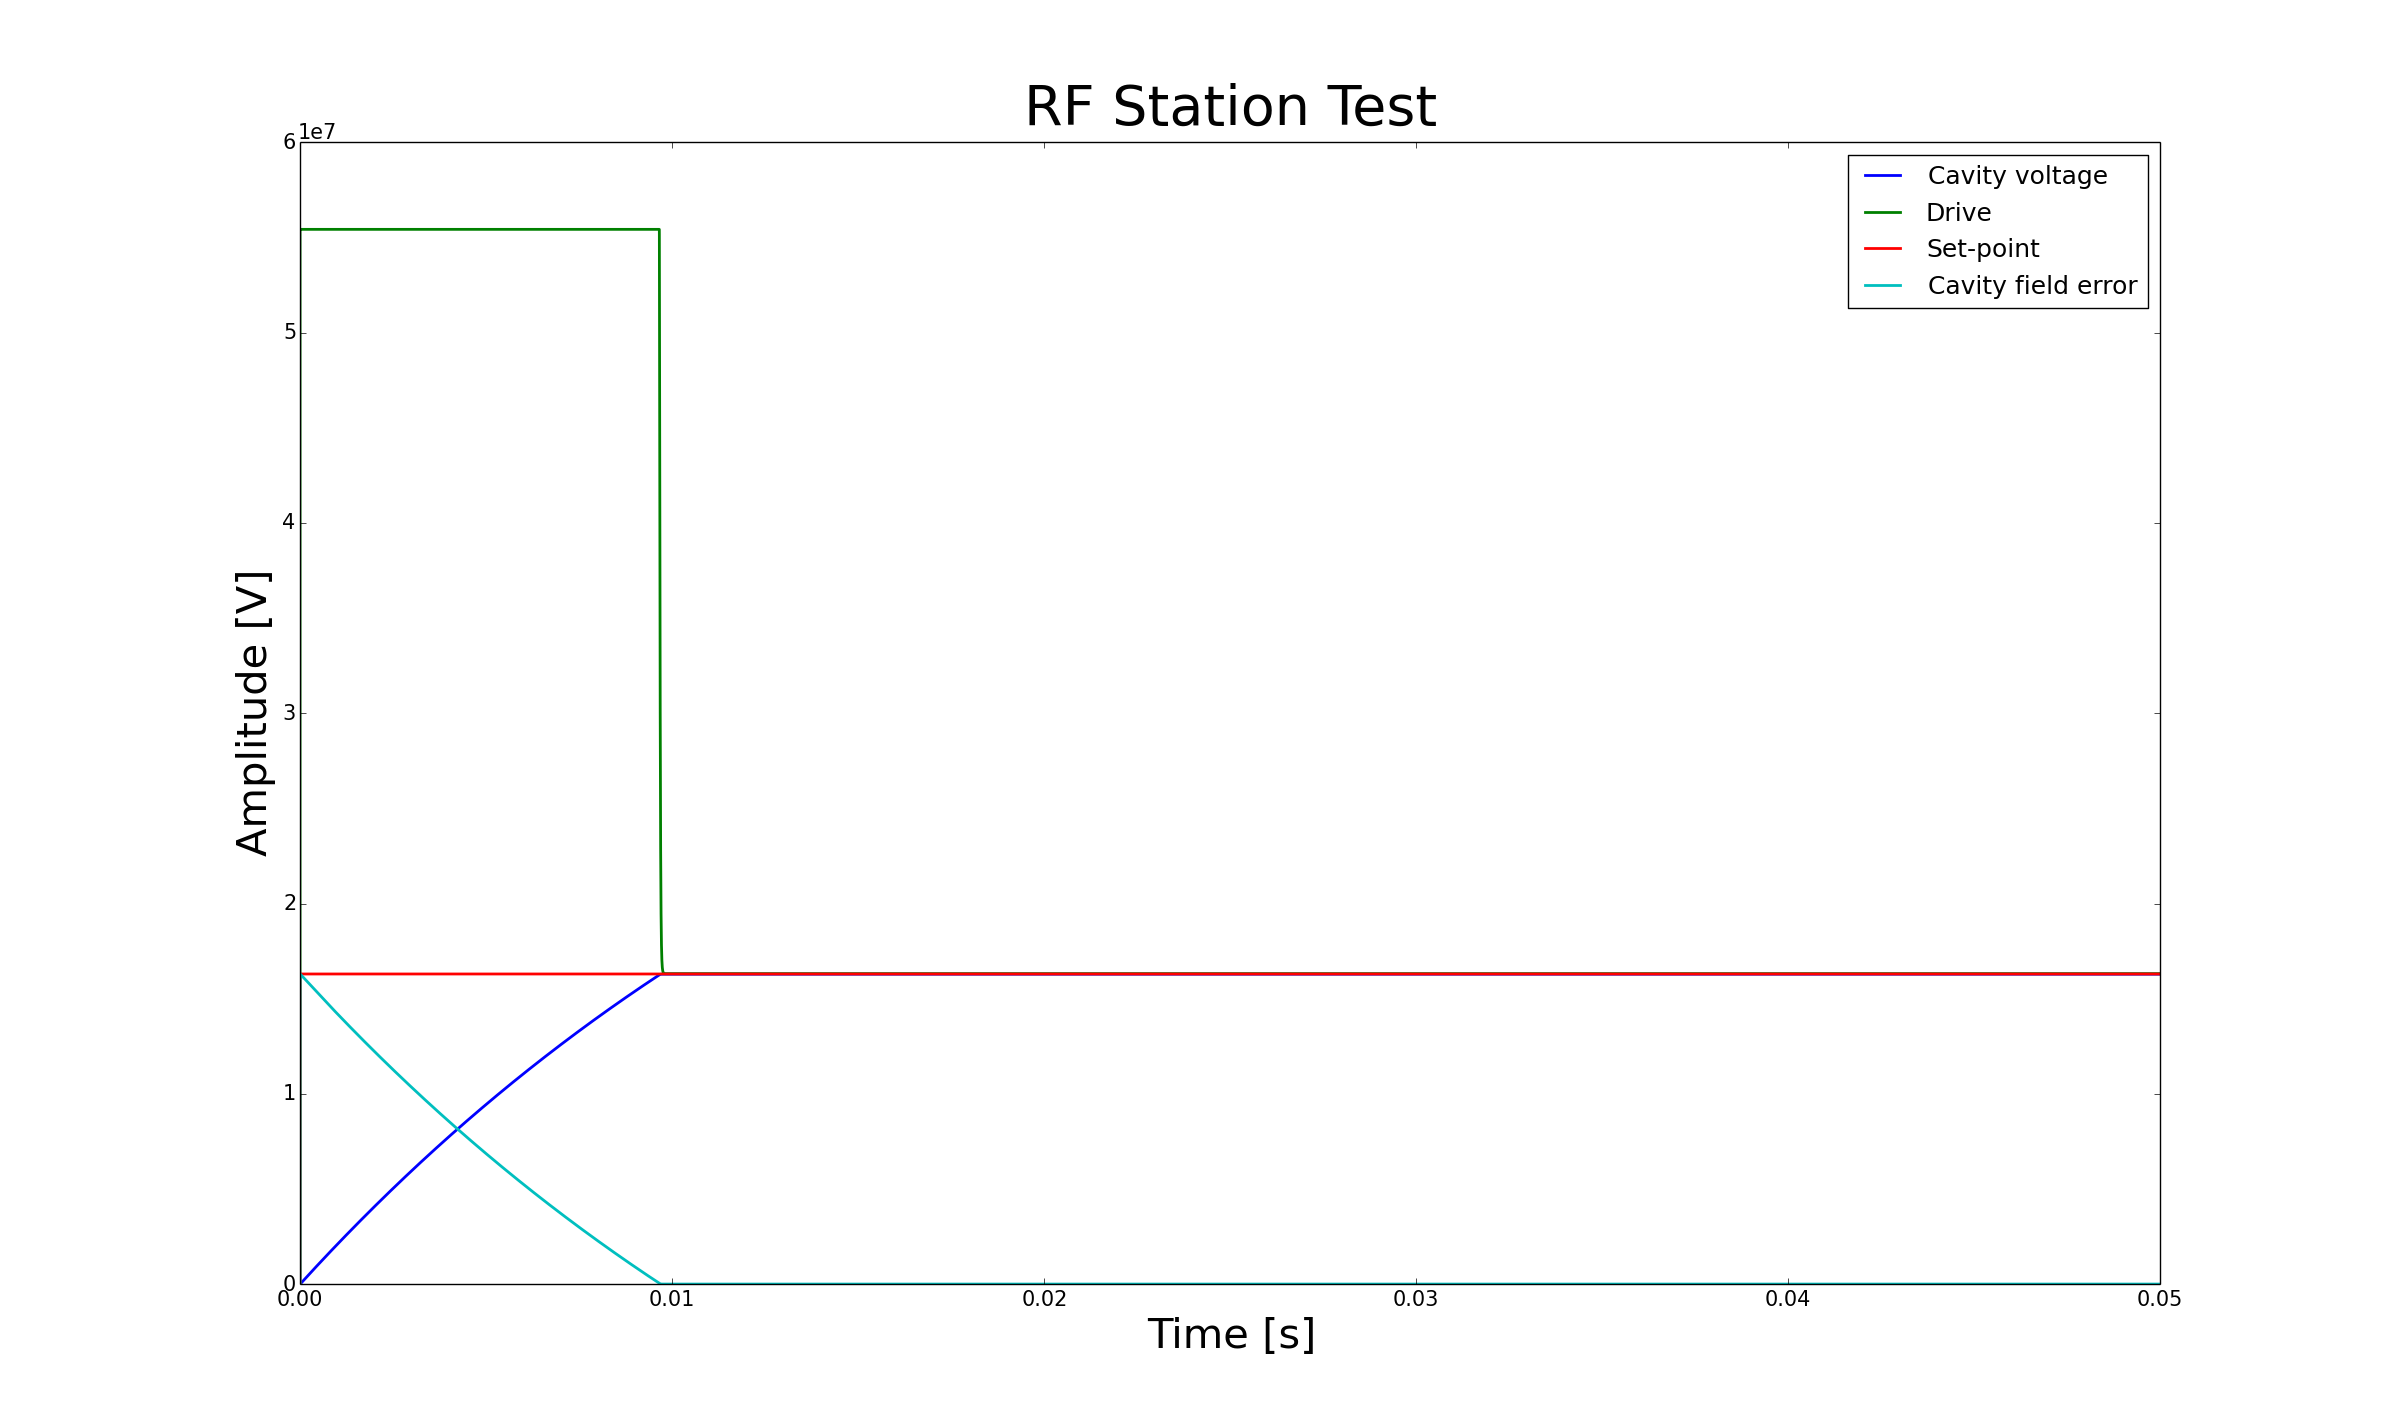 RF Station Test
1e7
6
5
4
3
2
1
0
Amplitude [V]
Cavity voltage
Drive
Set-point
Cavity field error
0.00 0.01 0.02 0.03 0.04 0.05
Time [s]